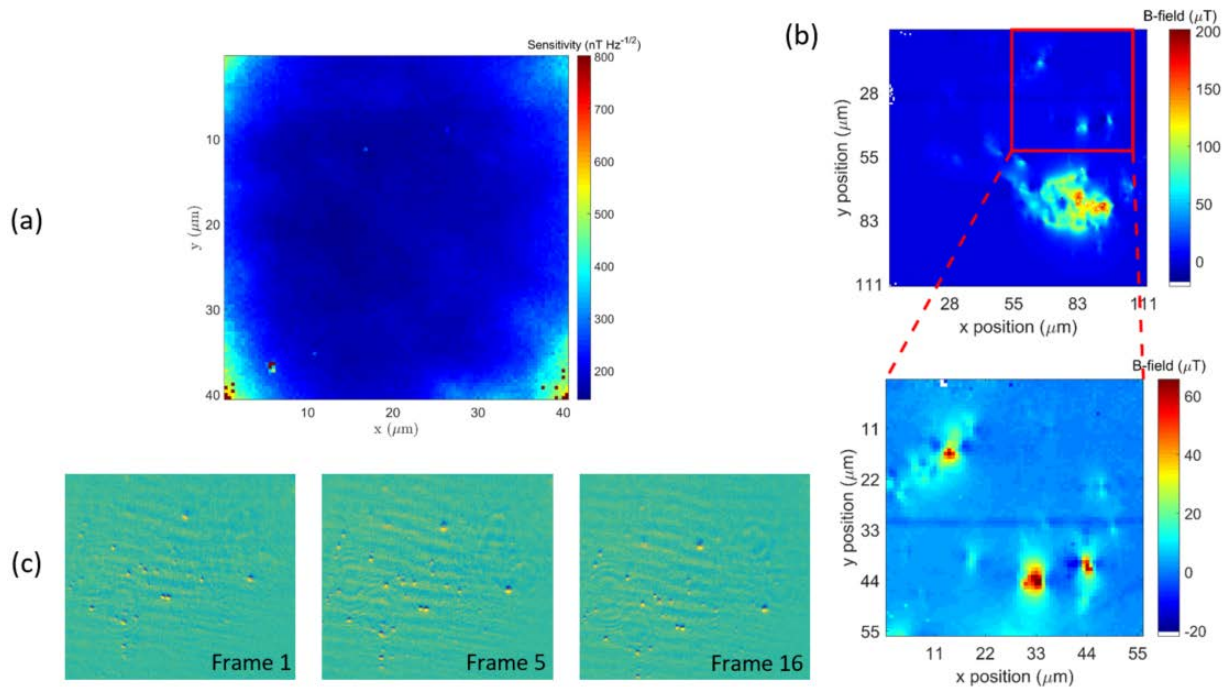 (a)
Sensitivity (nT Hz-1/2)
800
700
600
500
400
300
200
10
20
30
40
y (μm)
10
20
30
40
x (μm)
(b)
B-field (μT)
200
150
100
50
0
28
55
83
111
y position (μm)
28
55
83
111
x position (μm)
B-field (μT)
60
40
20
0
-20
11
22
33
44
55
y position (μm)
11
22
33
44
55
x position (μm)
(c)
Frame 1
Frame 5
Frame 16